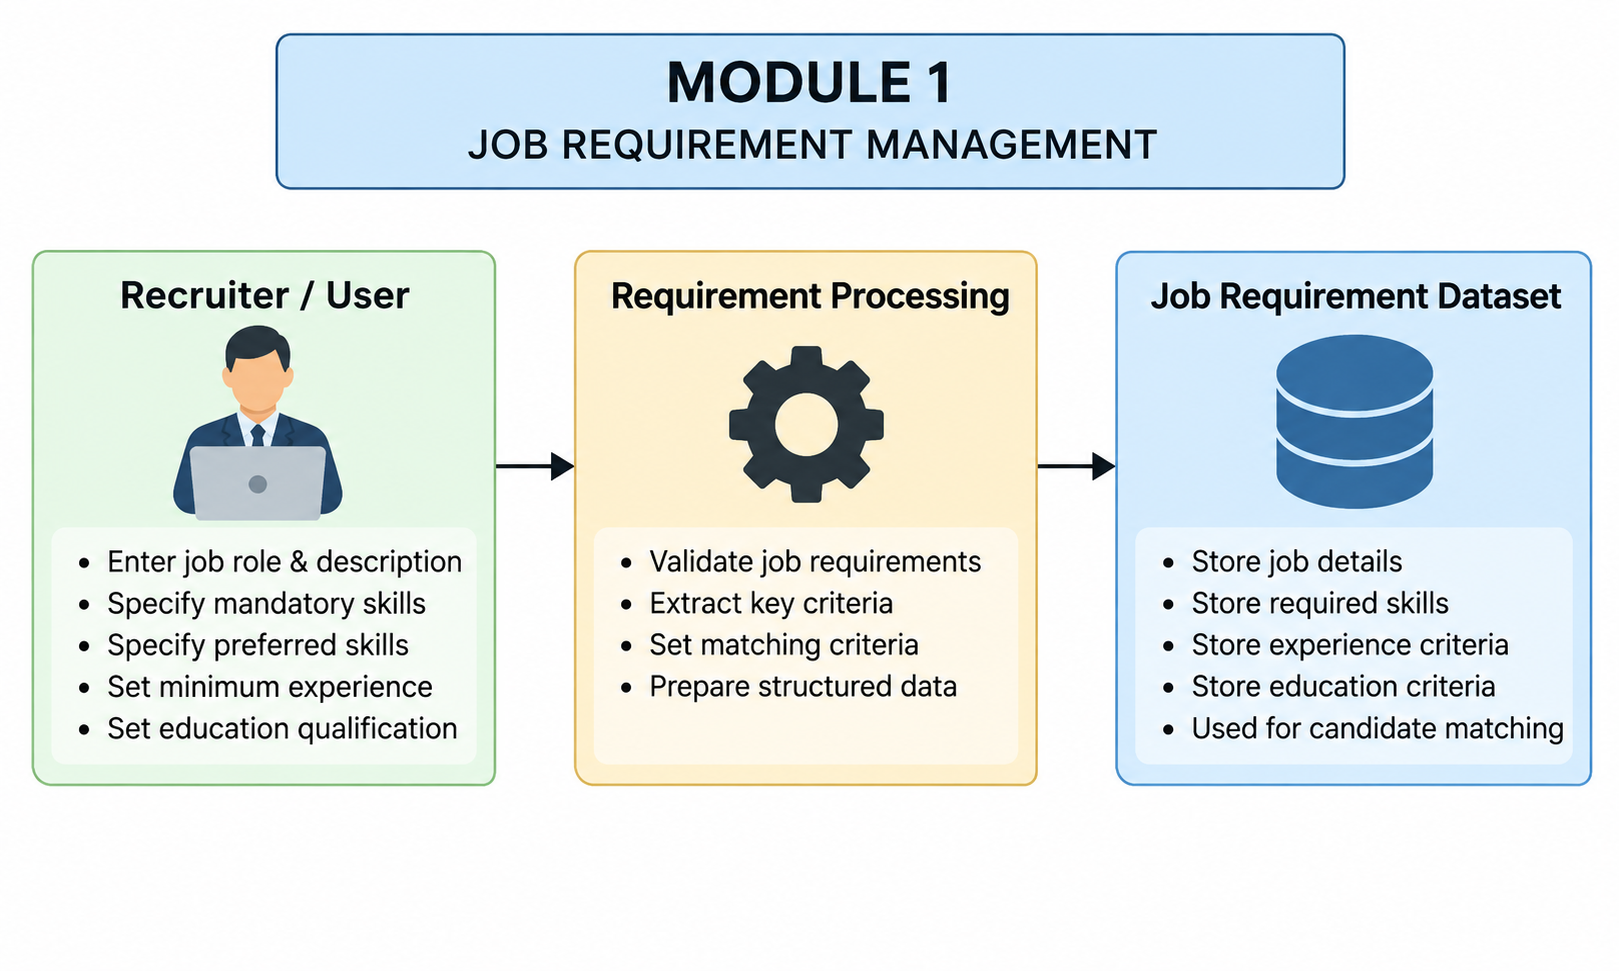 MODULE 1
JOB REQUIREMENT MANAGEMENT
Recruiter / User
• Enter job role & description
• Specify mandatory skills
• Specify preferred skills
• Set minimum experience
• Set education qualification
Requirement Processing
• Validate job requirements
• Extract key criteria
• Set matching criteria
• Prepare structured data
Job Requirement Dataset
• Store job details
• Store required skills
• Store experience criteria
• Store education criteria
• Used for candidate matching